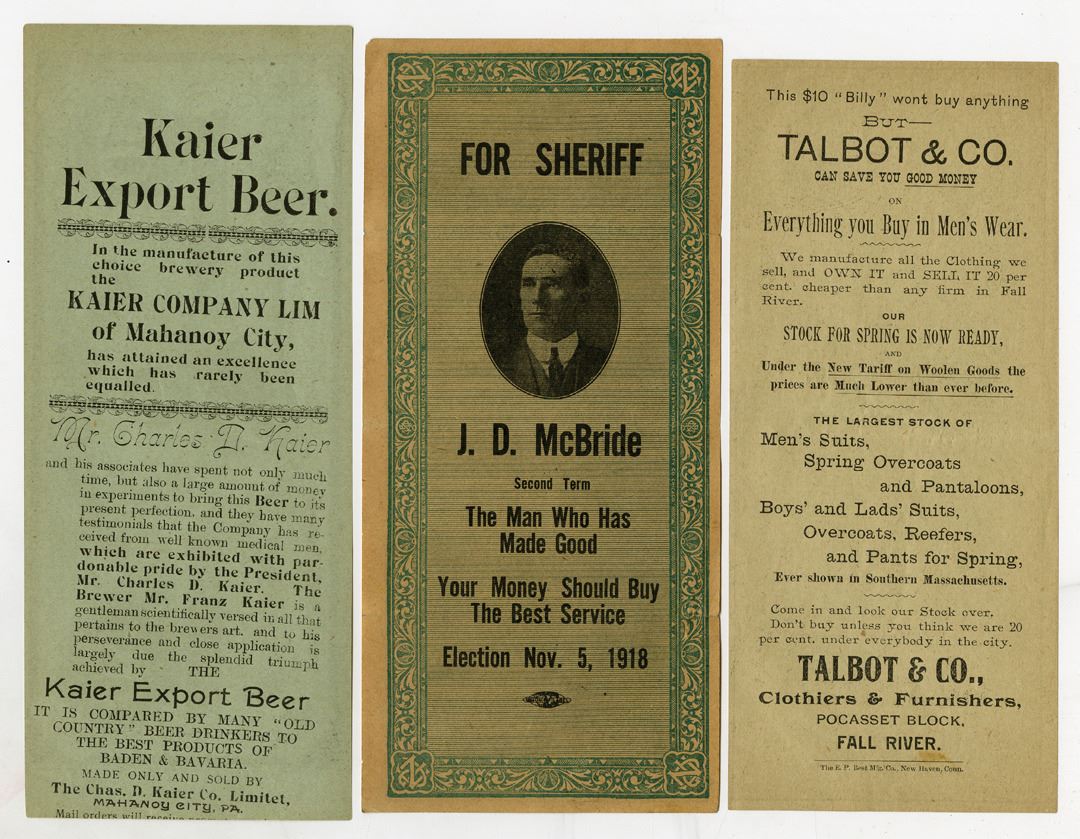 Kaier
Export Beer.
In the manufacture of this
choice brewery product
the
KAIER COMPANY LIM
of Mahanoy City,
has attained an excellence
which has rarely been
equalled.
Mr. Charles D. Kaier
and his associates have spent not only much
time, but also a large amount of money
in experiments to bring this Beer to its
present perfection, and they have many
testimonials that the Company has re-
ceived from well known medical men,
which are exhibited with par-
donable pride by the President,
Mr. Charles D. Kaier. The
Brewer Mr. Franz Kaier is a
gentleman scientifically versed in all that
pertains to the brewers art. and to his
perseverance and close application is
largely due the splendid triumph
achieved by THE
Kaier Export Beer
IT IS COMPARED BY MANY "OLD
COUNTRY" BEER DRINKERS TO
THE BEST PRODUCTS OF
BADEN & BAVARIA.
MADE ONLY AND SOLD BY
The Chas. D. Kaier Co. Limitet,
MAHANOY CITY, PA.
Mail orders will receive
FOR SHERIFF
J. D. McBride
Second Term
The Man Who Has
Made Good
Your Money Should Buy
The Best Service
Election Nov. 5, 1918
This $10 "Billy" wont buy anything
BUT—
TALBOT & CO.
CAN SAVE YOU GOOD MONEY
ON
Everything you Buy in Men's Wear.
We manufacture all the Clothing we
sell, and OWN IT and SELL IT 20 per
cent. cheaper than any firm in Fall
River.
OUR
STOCK FOR SPRING IS NOW READY,
AND
Under the New Tariff on Woolen Goods the
prices are Much Lower than ever before.
THE LARGEST STOCK OF
Men's Suits,
Spring Overcoats
and Pantaloons,
Boys' and Lads' Suits,
Overcoats, Reefers,
and Pants for Spring,
Ever shown in Southern Massachusetts.
Come in and look our Stock over.
Don't buy unless you think we are 20
per cent. under everybody in the city.
TALBOT & CO.,
Clothiers & Furnishers,
POCASSET BLOCK,
FALL RIVER.
The E. P. Best Mfg. Co., New Haven, Conn.